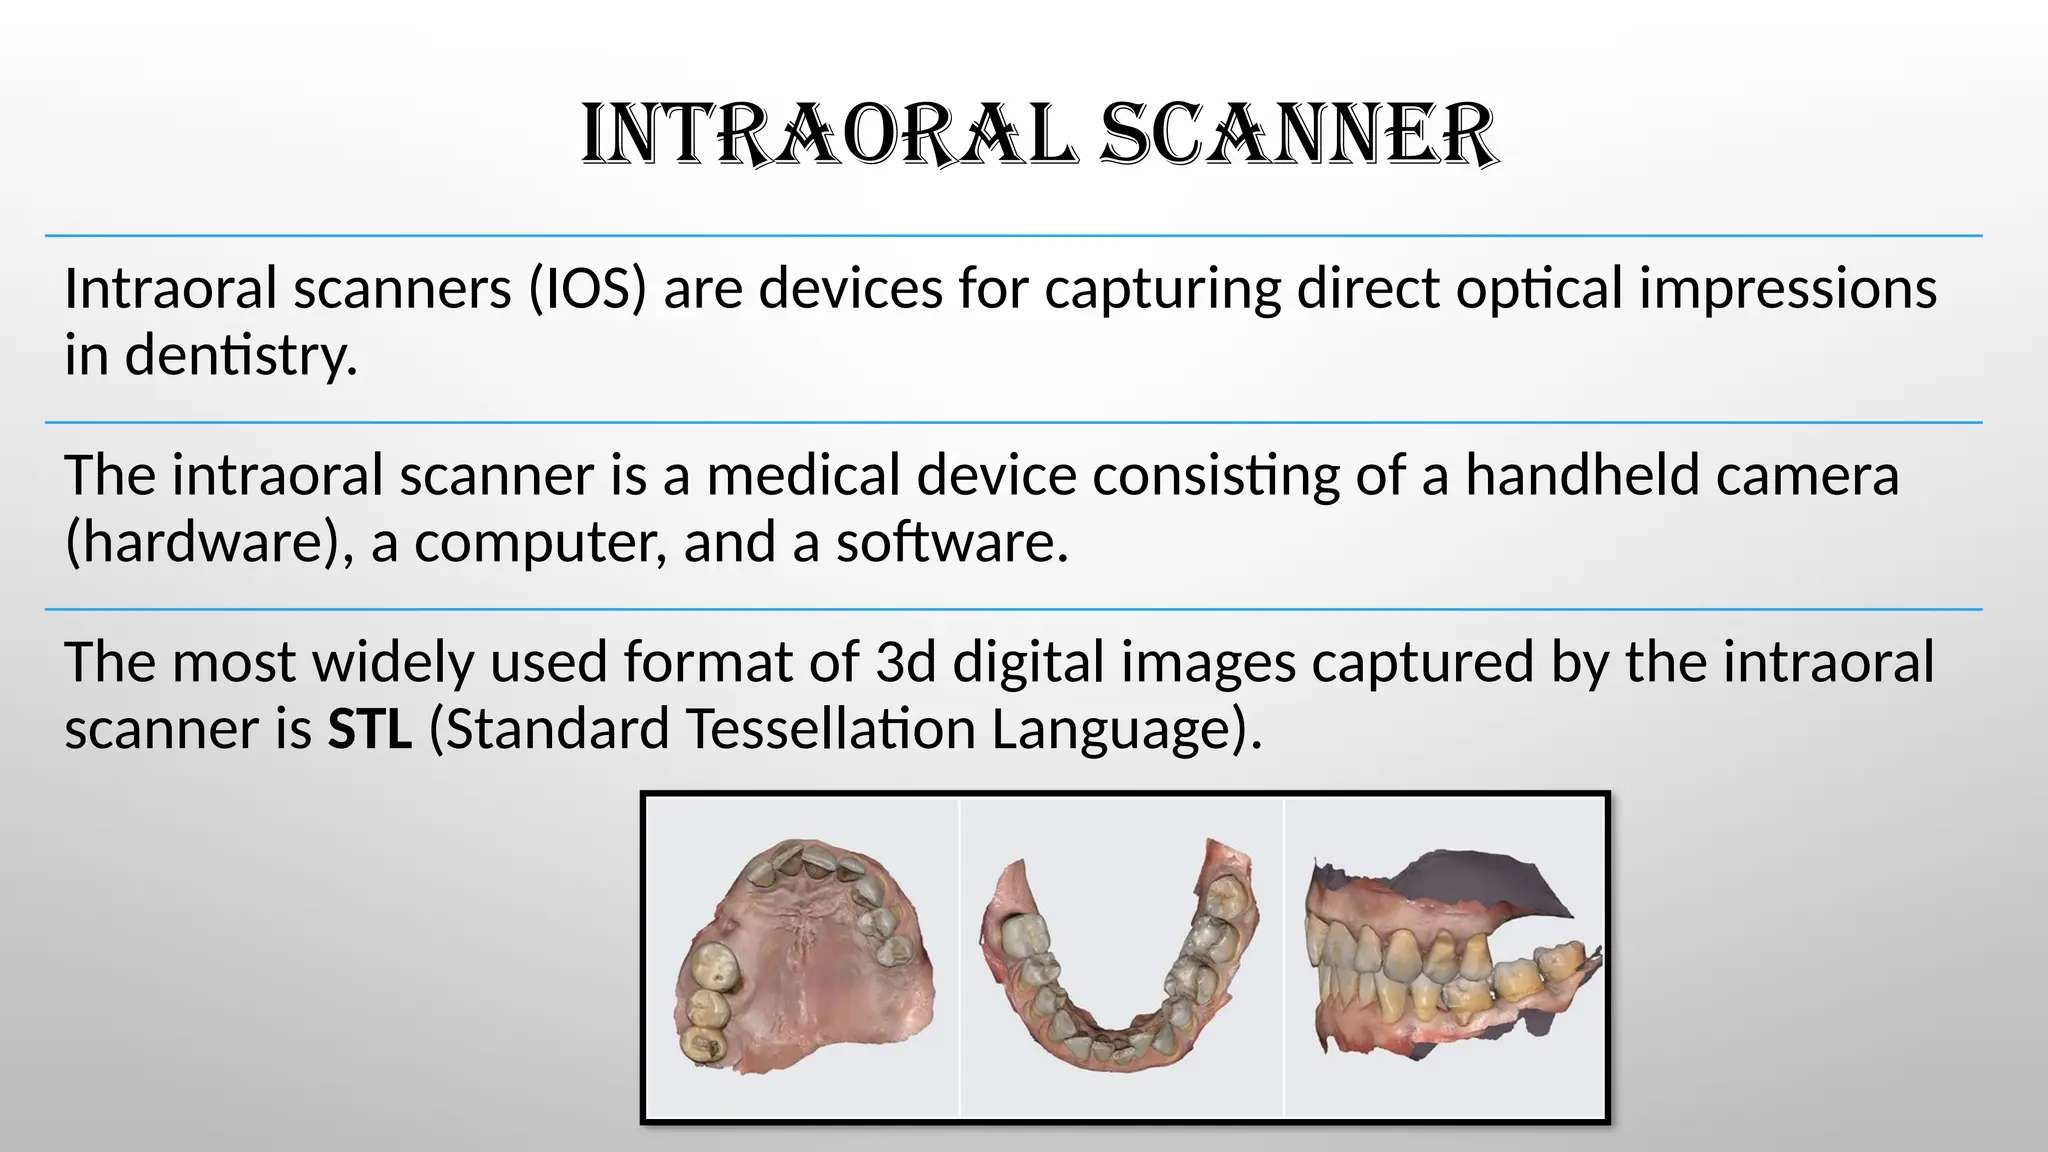 INTRAORAL SCANNER
Intraoral scanners (IOS) are devices for capturing direct optical impressions
in dentistry.
The intraoral scanner is a medical device consisting of a handheld camera
(hardware), a computer, and a software.
The most widely used format of 3d digital images captured by the intraoral
scanner is STL (Standard Tessellation Language).